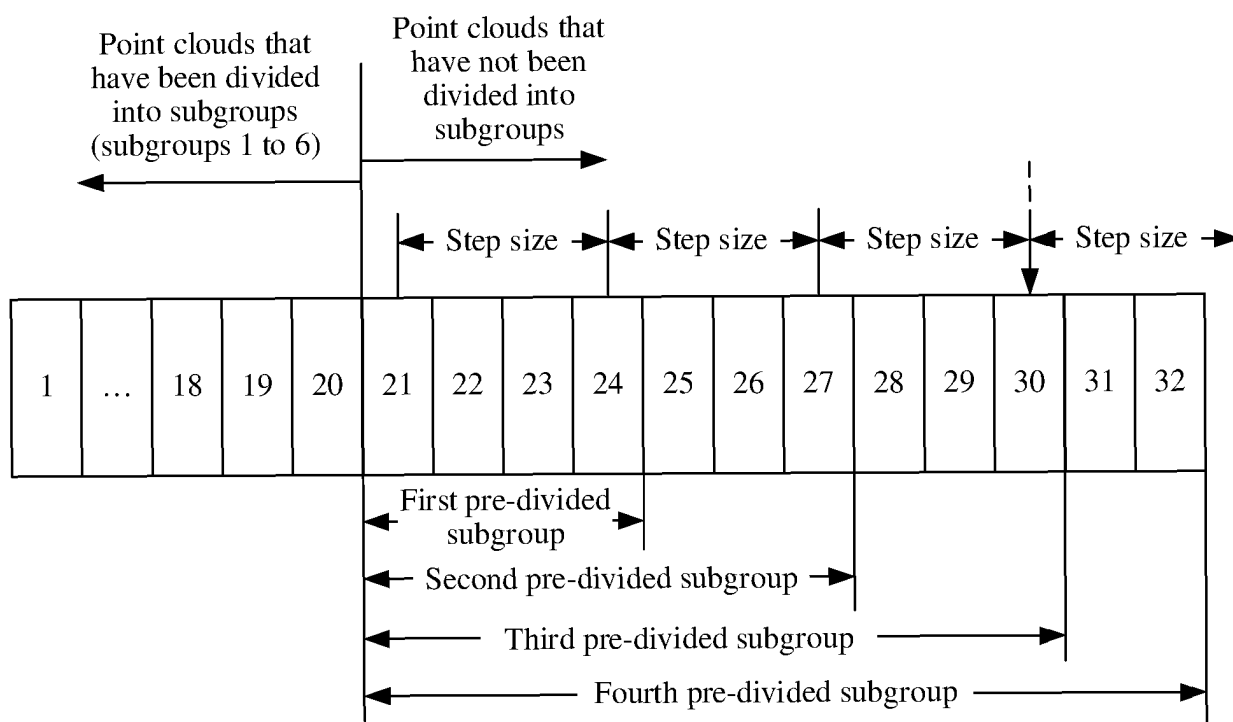 Point clouds that
have been divided
into subgroups
(subgroups 1 to 6)
Point clouds that
have not been
divided into
subgroups
Step size
Step size
Step size
Step size
1
...
18
19
20
21
22
23
24
25
26
27
28
29
30
31
32
First pre-divided
subgroup
Second pre-divided subgroup
Third pre-divided subgroup
Fourth pre-divided subgroup